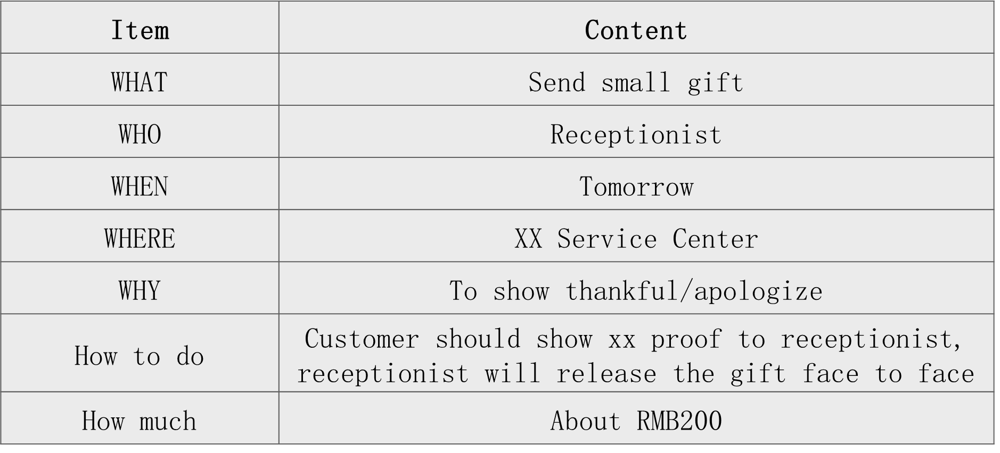 Item Content
WHAT Send small gift
WHO Receptionist
WHEN Tomorrow
WHERE XX Service Center
WHY To show thankful/apologize
How to do Customer should show xx proof to receptionist,
receptionist will release the gift face to face
How much About RMB200